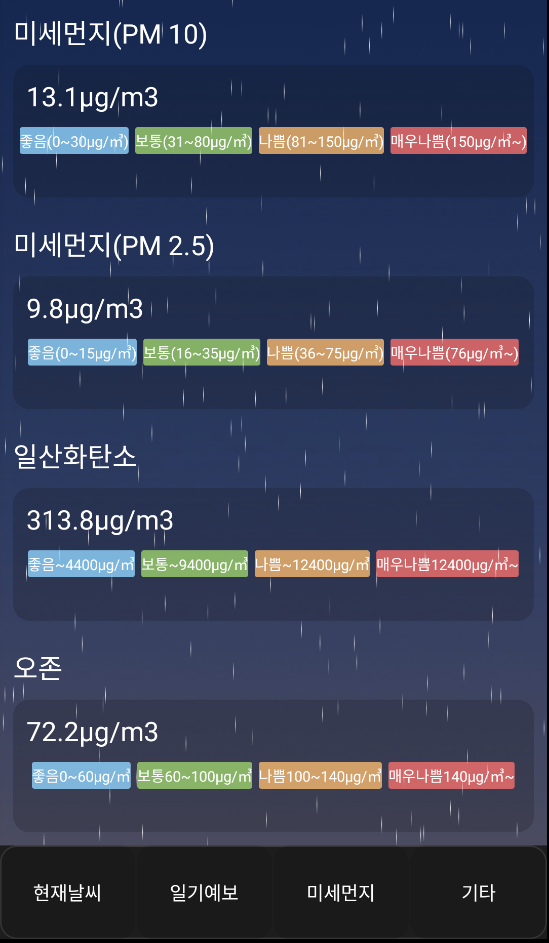 미세먼지(PM 10)
13.1µg/m3
좋음(0~30µg/㎥) 보통(31~80µg/㎥) 나쁨(81~150µg/㎥) 매우나쁨(150µg/㎥~)
미세먼지(PM 2.5)
9.8µg/m3
좋음(0~15µg/㎥) 보통(16~35µg/㎥) 나쁨(36~75µg/㎥) 매우나쁨(76µg/㎥~)
일산화탄소
313.8µg/m3
좋음~4400µg/㎥ 보통~9400µg/㎥ 나쁨~12400µg/㎥ 매우나쁨12400µg/㎥~
오존
72.2µg/m3
좋음0~60µg/㎥ 보통60~100µg/㎥ 나쁨100~140µg/㎥ 매우나쁨140µg/㎥~
현재날씨 일기예보 미세먼지 기타